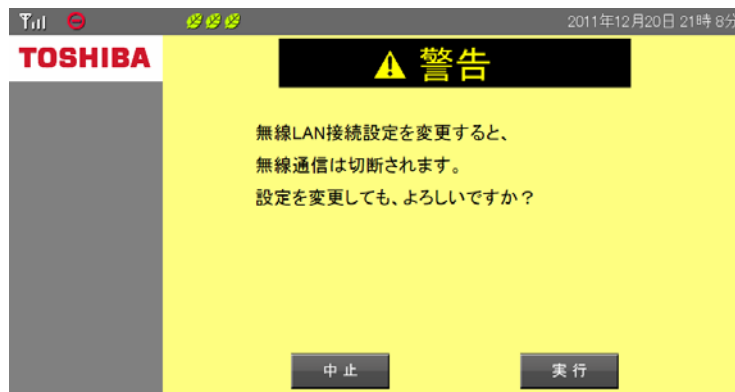 2011年12月20日 21時 8分
TOSHIBA
警告
無線LAN接続設定を変更すると、
無線通信は切断されます。
設定を変更しても、よろしいですか？
中止
実行